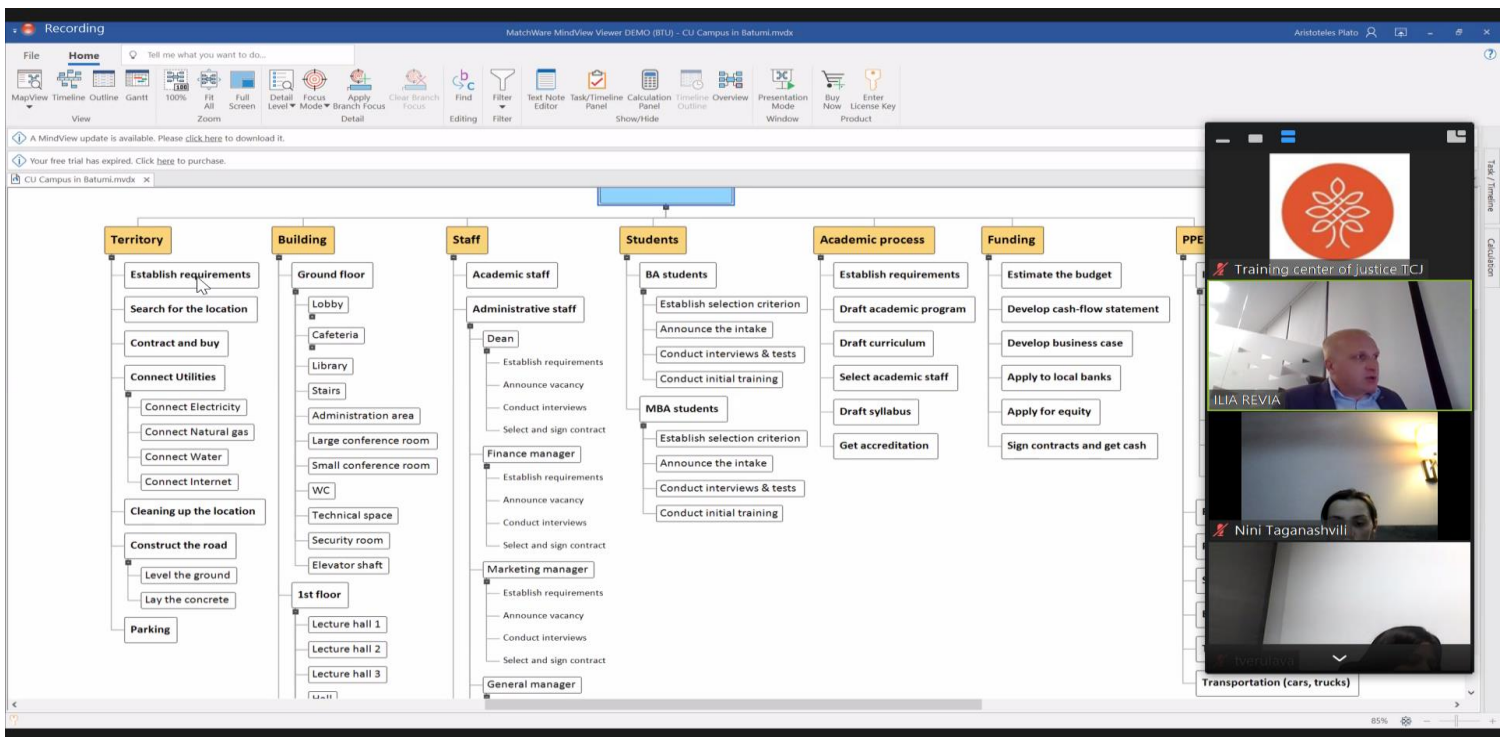 Recording
MatchWare MindView Viewer DEMO (BTU) - CU Campus in Batumi.mvdx
Aristoteles Plato
File
Home
Tell me what you want to do...
MapView
Timeline
Outline
Gantt
View
100%
Fit All
Full Screen
Zoom
Detail Level
Focus Mode
Apply Branch Focus
Clear Branch Focus
Detail
Find
Editing
Filter
Filter
Text Note Editor
Task/Timeline Panel
Calculation Panel
Timeline Outline
Overview
Show/Hide
Presentation Mode
Window
Buy Now
Enter License Key
Product
A MindView update is available. Please click here to download it.
Your free trial has expired. Click here to purchase.
CU Campus in Batumi.mvdx
Territory
Establish requirements
Search for the location
Contract and buy
Connect Utilities
Connect Electricity
Connect Natural gas
Connect Water
Connect Internet
Cleaning up the location
Construct the road
Level the ground
Lay the concrete
Parking
Building
Ground floor
Lobby
Cafeteria
Library
Stairs
Administration area
Large conference room
Small conference room
WC
Technical space
Security room
Elevator shaft
1st floor
Lecture hall 1
Lecture hall 2
Lecture hall 3
Hall
Staff
Academic staff
Administrative staff
Dean
Establish requirements
Announce vacancy
Conduct interviews
Select and sign contract
Finance manager
Establish requirements
Announce vacancy
Conduct interviews
Select and sign contract
Marketing manager
Establish requirements
Announce vacancy
Conduct interviews
Select and sign contract
General manager
Students
BA students
Establish selection criterion
Announce the intake
Conduct interviews & tests
Conduct initial training
MBA students
Establish selection criterion
Announce the intake
Conduct interviews & tests
Conduct initial training
Academic process
Establish requirements
Draft academic program
Draft curriculum
Select academic staff
Draft syllabus
Get accreditation
Funding
Estimate the budget
Develop cash-flow statement
Develop business case
Apply to local banks
Apply for equity
Sign contracts and get cash
PPE
Transportation (cars, trucks)
Training center of justice TCJ
ILIA REVIA
Nini Taganashvili
Task / Timeline
Calculation
85%